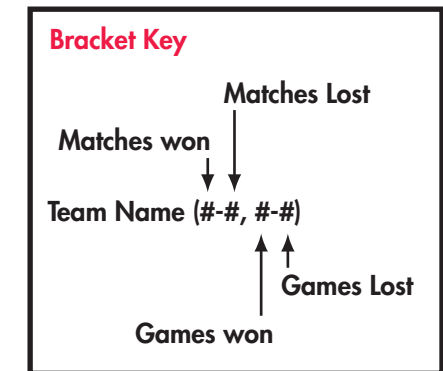 Bracket Key
Matches Lost
Matches won
Team Name (#-#, #-#)
Games Lost
Games won